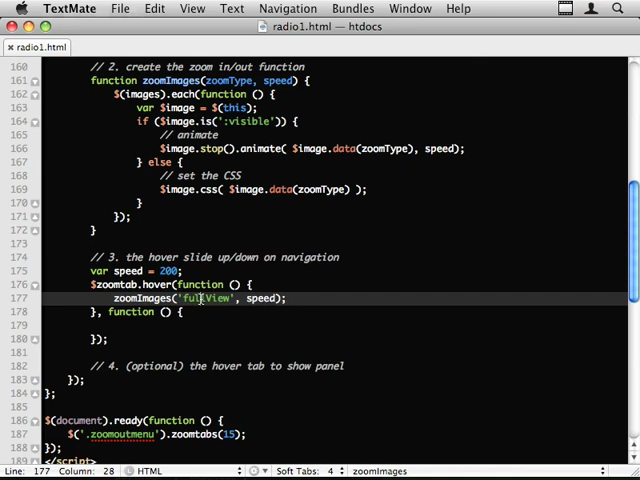 TextMate File Edit View Text Navigation Bundles Window Help
radio1.html — htdocs
× radio1.html
160 // 2. create the zoom in/out function
161 function zoomImages(zoomType, speed) {
162 $(images).each(function () {
163 var $image = $(this);
164 if ($image.is(':visible')) {
165 // animate
166 $image.stop().animate( $image.data(zoomType), speed);
167 } else {
168 // set the CSS
169 $image.css( $image.data(zoomType) );
170 }
171 });
172 }
173
174 // 3. the hover slide up/down on navigation
175 var speed = 200;
176 $zoomtab.hover(function () {
177 zoomImages('fullView', speed);
178 }, function () {
179
180 });
181
182 // 4. (optional) the hover tab to show panel
183 });
184 };
185
186 $(document).ready(function () {
187 $('.zoomoutmenu').zoomtabs(15);
188 });
189 </script>
Line: 177 Column: 28 HTML Soft Tabs: 4 zoomImages